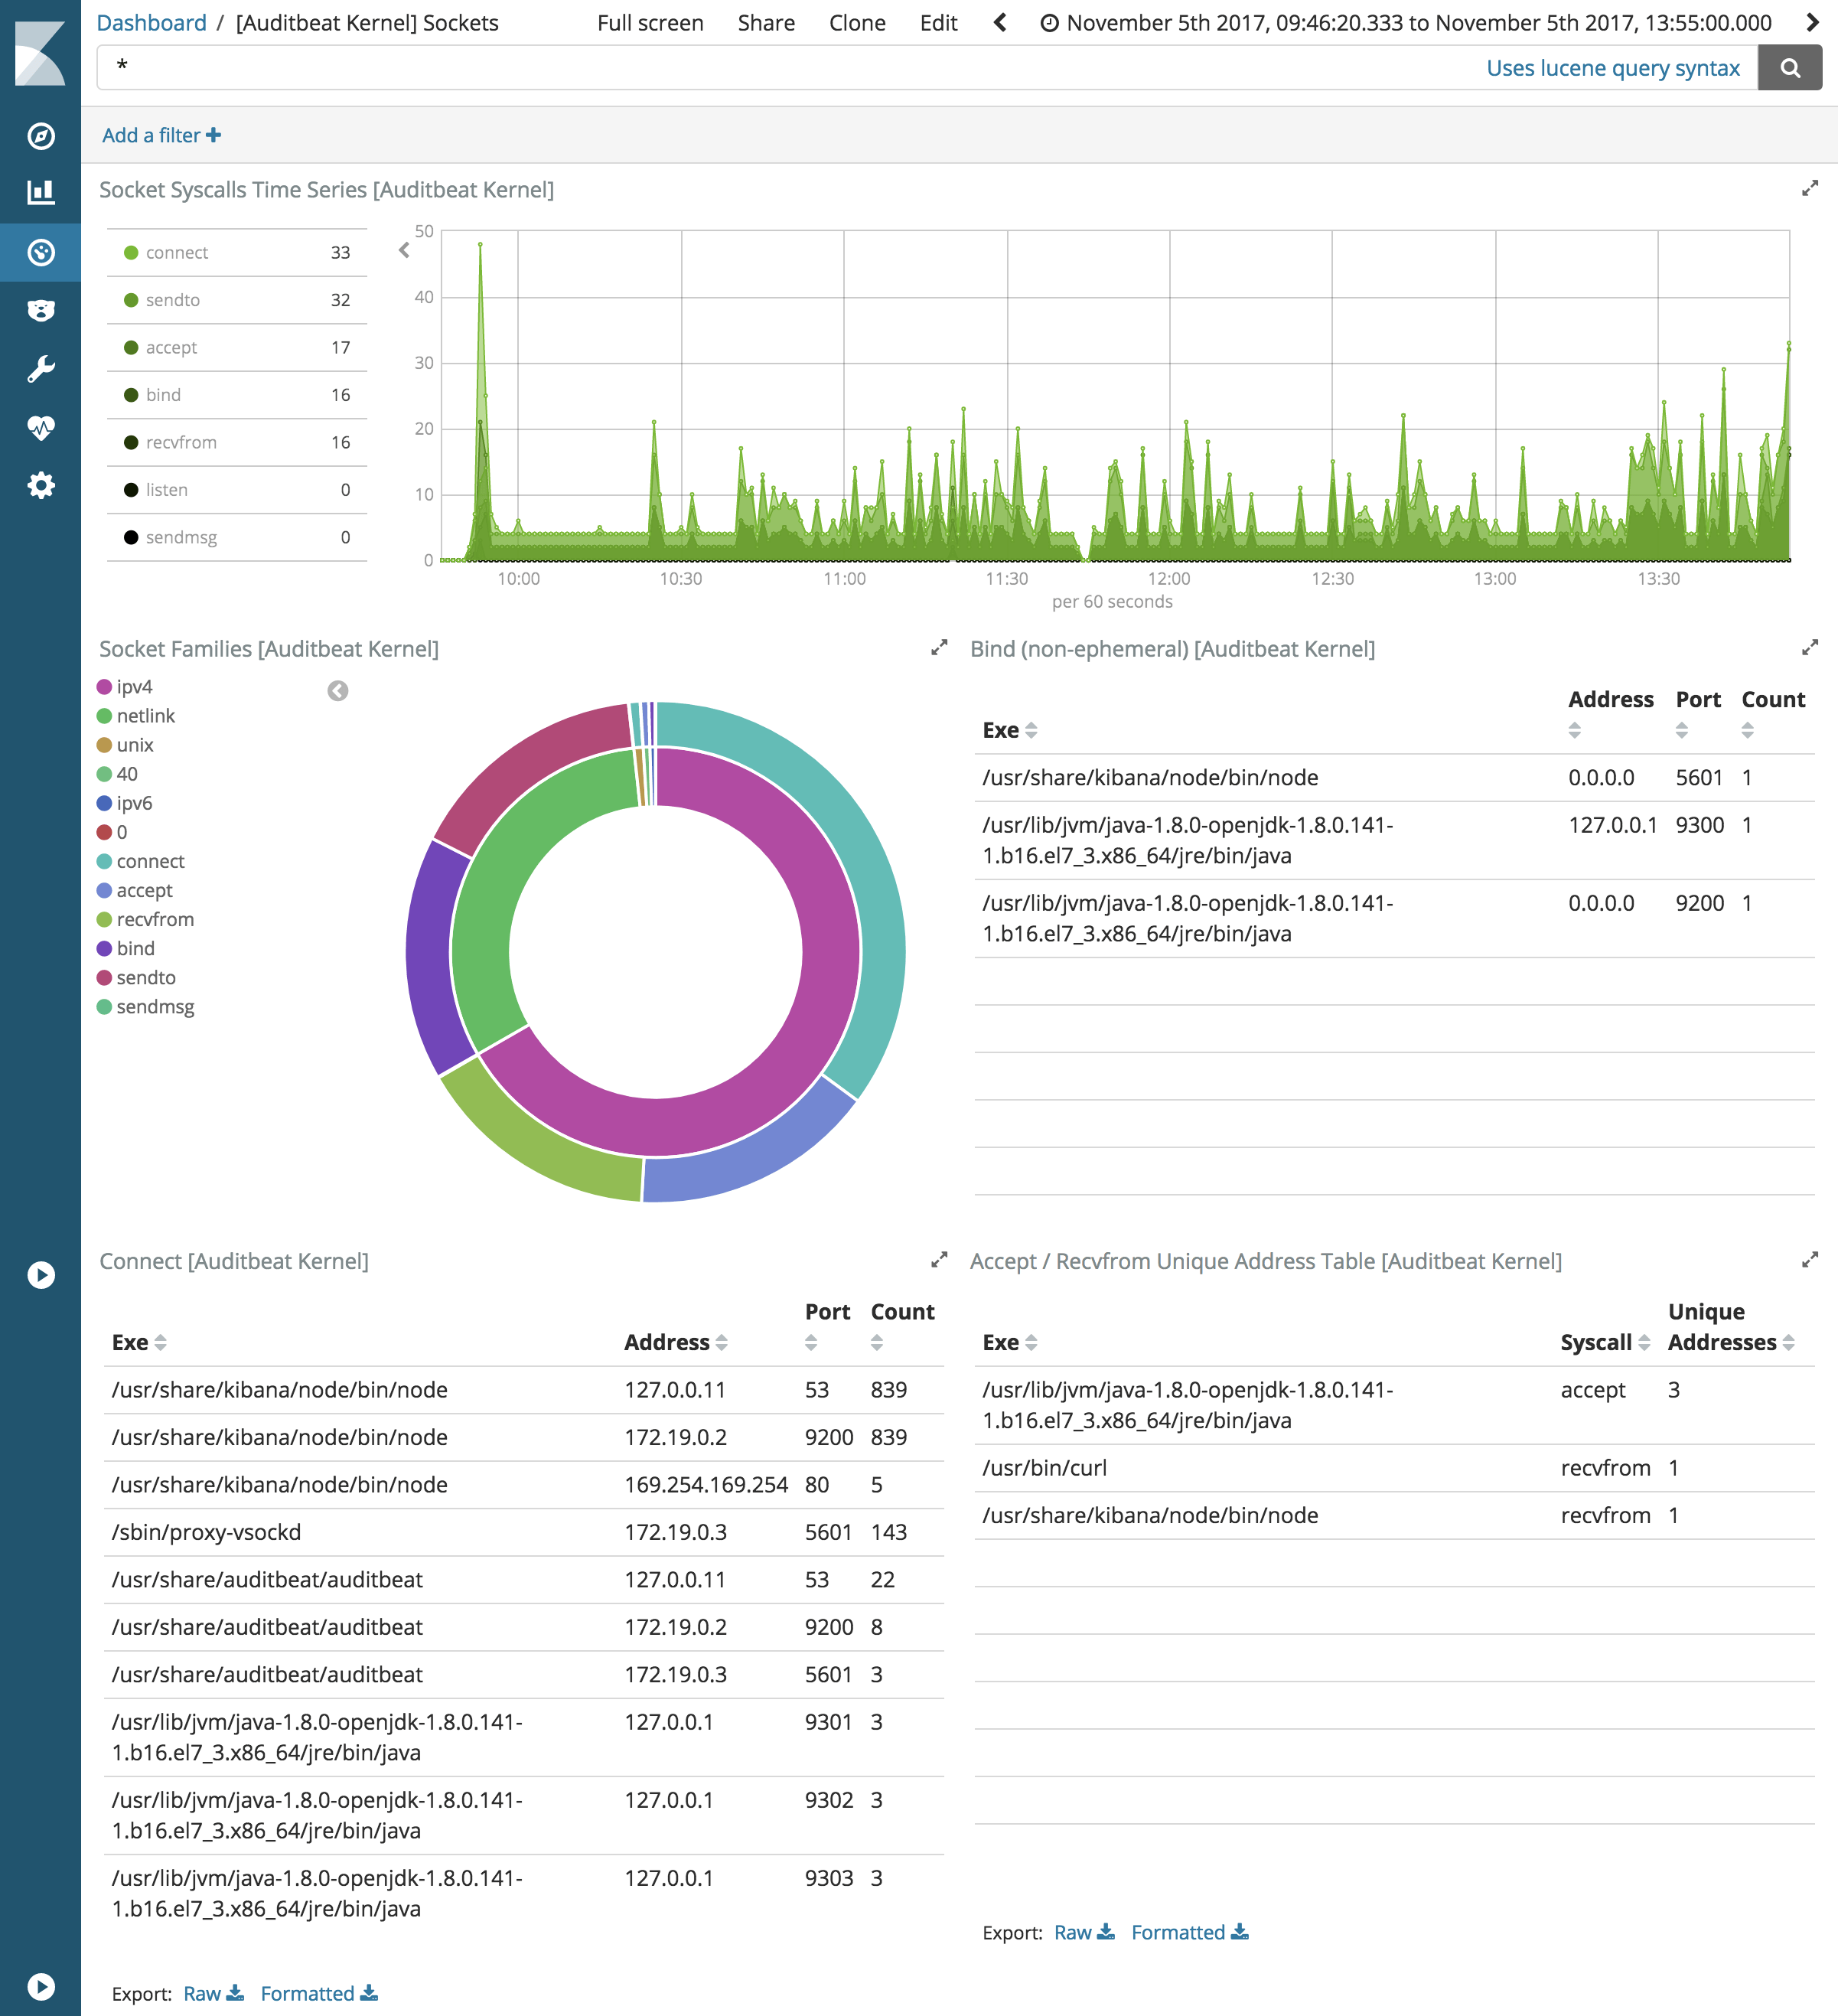 Dashboard / [Auditbeat Kernel] Sockets Full screen Share Clone Edit November 5th 2017, 09:46:20.333 to November 5th 2017, 13:55:00.000
* Uses lucene query syntax
Add a filter
Socket Syscalls Time Series [Auditbeat Kernel]
connect 33
sendto 32
accept 17
bind 16
recvfrom 16
listen 0
sendmsg 0
50
40
30
20
10
0
10:00 10:30 11:00 11:30 12:00 12:30 13:00 13:30
per 60 seconds
Socket Families [Auditbeat Kernel]
ipv4
netlink
unix
40
ipv6
0
connect
accept
recvfrom
bind
sendto
sendmsg
Bind (non-ephemeral) [Auditbeat Kernel]
Exe Address Port Count
/usr/share/kibana/node/bin/node 0.0.0.0 5601 1
/usr/lib/jvm/java-1.8.0-openjdk-1.8.0.141- 127.0.0.1 9300 1
1.b16.el7_3.x86_64/jre/bin/java
/usr/lib/jvm/java-1.8.0-openjdk-1.8.0.141- 0.0.0.0 9200 1
1.b16.el7_3.x86_64/jre/bin/java
Connect [Auditbeat Kernel]
Exe Address Port Count
/usr/share/kibana/node/bin/node 127.0.0.11 53 839
/usr/share/kibana/node/bin/node 172.19.0.2 9200 839
/usr/share/kibana/node/bin/node 169.254.169.254 80 5
/sbin/proxy-vsockd 172.19.0.3 5601 143
/usr/share/auditbeat/auditbeat 127.0.0.11 53 22
/usr/share/auditbeat/auditbeat 172.19.0.2 9200 8
/usr/share/auditbeat/auditbeat 172.19.0.3 5601 3
/usr/lib/jvm/java-1.8.0-openjdk-1.8.0.141- 127.0.0.1 9301 3
1.b16.el7_3.x86_64/jre/bin/java
/usr/lib/jvm/java-1.8.0-openjdk-1.8.0.141- 127.0.0.1 9302 3
1.b16.el7_3.x86_64/jre/bin/java
/usr/lib/jvm/java-1.8.0-openjdk-1.8.0.141- 127.0.0.1 9303 3
1.b16.el7_3.x86_64/jre/bin/java
Export: Raw Formatted
Accept / Recvfrom Unique Address Table [Auditbeat Kernel]
Exe Syscall Unique Addresses
/usr/lib/jvm/java-1.8.0-openjdk-1.8.0.141- accept 3
1.b16.el7_3.x86_64/jre/bin/java
/usr/bin/curl recvfrom 1
/usr/share/kibana/node/bin/node recvfrom 1
Export: Raw Formatted